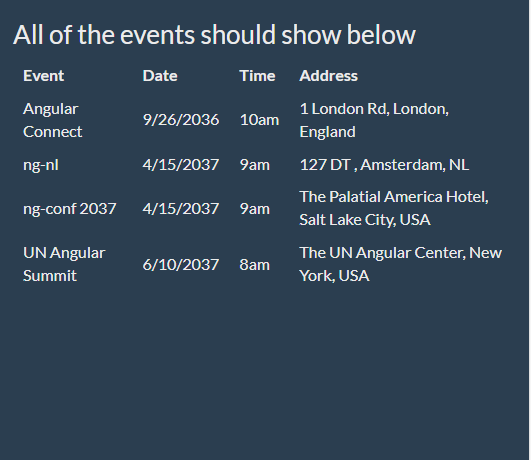 All of the events should show below
Event Date Time Address
Angular Connect 9/26/2036 10am 1 London Rd, London, England
ng-nl 4/15/2037 9am 127 DT , Amsterdam, NL
ng-conf 2037 4/15/2037 9am The Palatial America Hotel, Salt Lake City, USA
UN Angular Summit 6/10/2037 8am The UN Angular Center, New York, USA